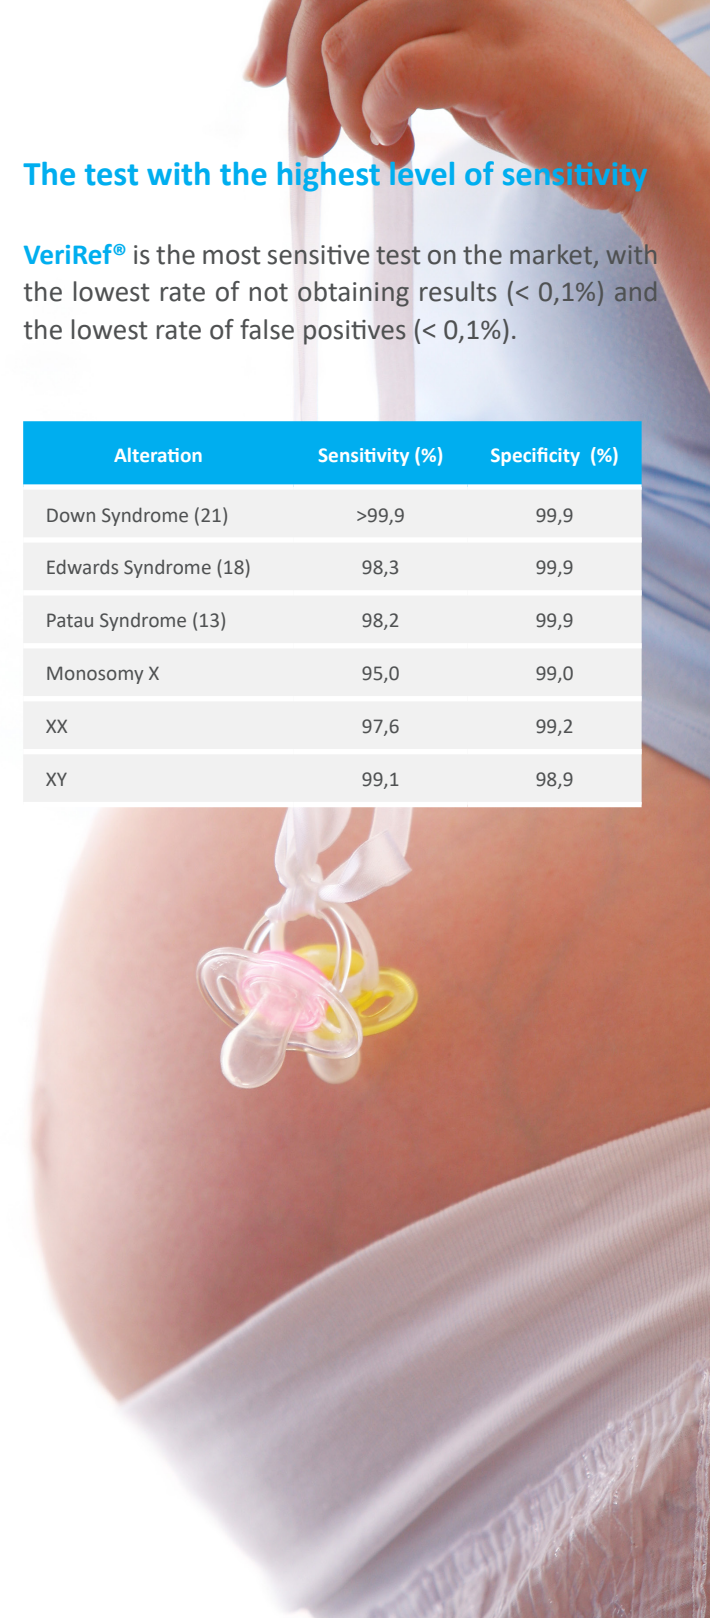 The test with the highest level of sensitivity
VeriRef® is the most sensitive test on the market, with
the lowest rate of not obtaining results (< 0,1%) and
the lowest rate of false positives (< 0,1%).
Alteration Sensitivity (%) Specificity (%)
Down Syndrome (21) >99,9 99,9
Edwards Syndrome (18) 98,3 99,9
Patau Syndrome (13) 98,2 99,9
Monosomy X 95,0 99,0
XX 97,6 99,2
XY 99,1 98,9